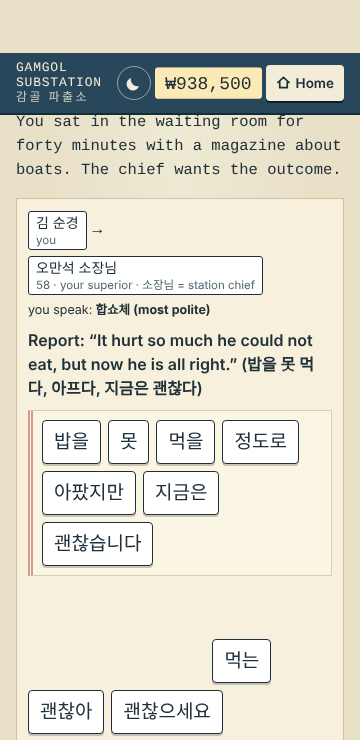 GAMGOL
SUBSTATION
감골 파출소
₩938,500
Home
You sat in the waiting room for
forty minutes with a magazine about
boats. The chief wants the outcome.
김 순경
you
→
오만석 소장님
58 · your superior · 소장님 = station chief
you speak: 합쇼체 (most polite)
Report: “It hurt so much he could not
eat, but now he is all right.” (밥을 못 먹
다, 아프다, 지금은 괜찮다)
밥을 못 먹을 정도로
아팠지만 지금은
괜찮습니다
먹는
괜찮아 괜찮으세요